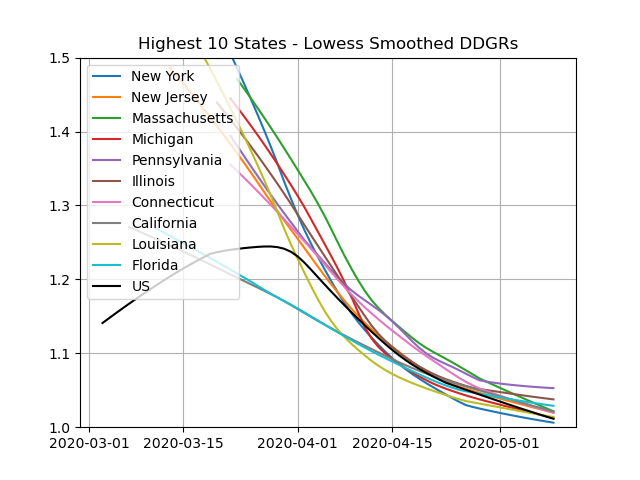 Highest 10 States - Lowess Smoothed DDGRs
1.5
1.4
1.3
1.2
1.1
1.0
New York
New Jersey
Massachusetts
Michigan
Pennsylvania
Illinois
Connecticut
California
Louisiana
Florida
US
2020-03-01 2020-03-15 2020-04-01 2020-04-15 2020-05-01